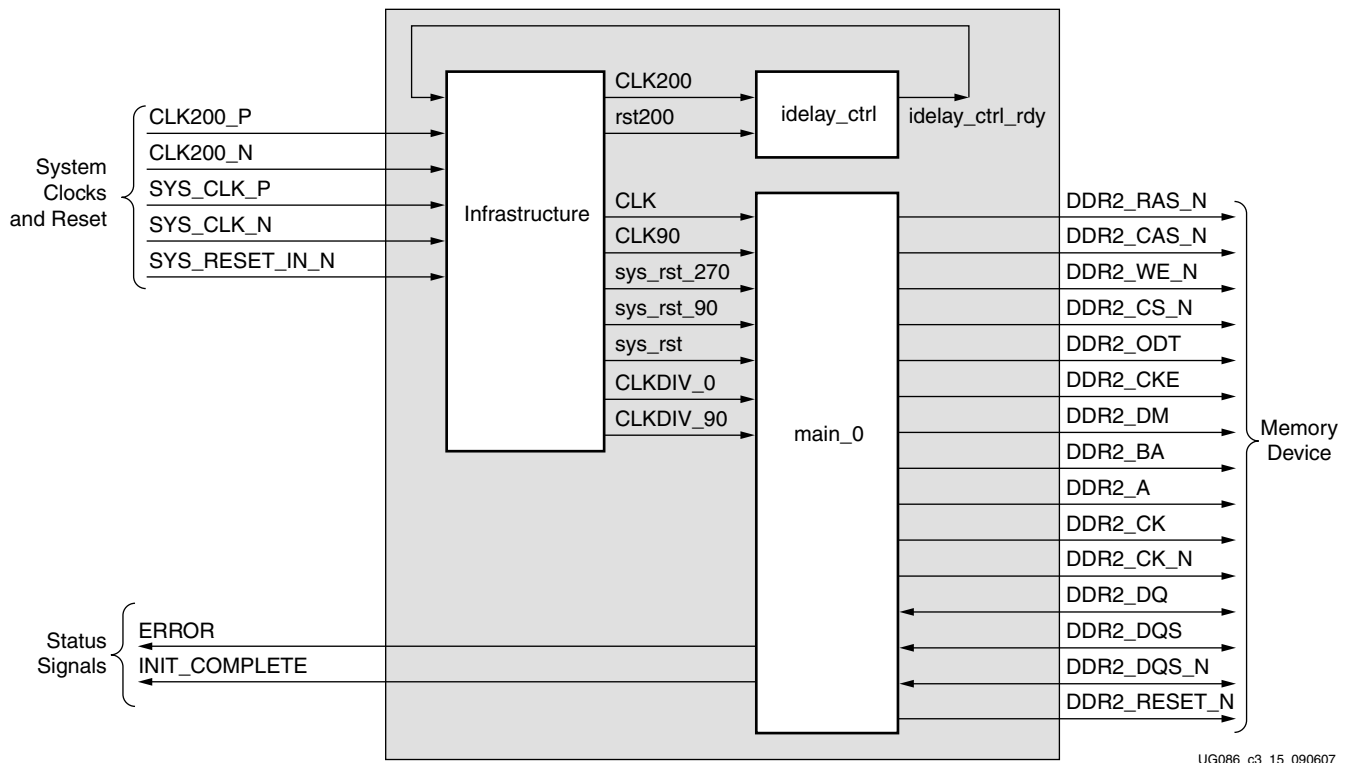 CLK200
rst200
idelay_ctrl
idelay_ctrl_rdy
CLK200_P
CLK200_N
SYS_CLK_P
SYS_CLK_N
SYS_RESET_IN_N
System
Clocks
and Reset
Infrastructure
CLK
CLK90
sys_rst_270
sys_rst_90
sys_rst
CLKDIV_0
CLKDIV_90
main_0
DDR2_RAS_N
DDR2_CAS_N
DDR2_WE_N
DDR2_CS_N
DDR2_ODT
DDR2_CKE
DDR2_DM
DDR2_BA
DDR2_A
DDR2_CK
DDR2_CK_N
DDR2_DQ
DDR2_DQS
DDR2_DQS_N
DDR2_RESET_N
Memory
Device
Status
Signals
ERROR
INIT_COMPLETE
UG086_c3_15_090607